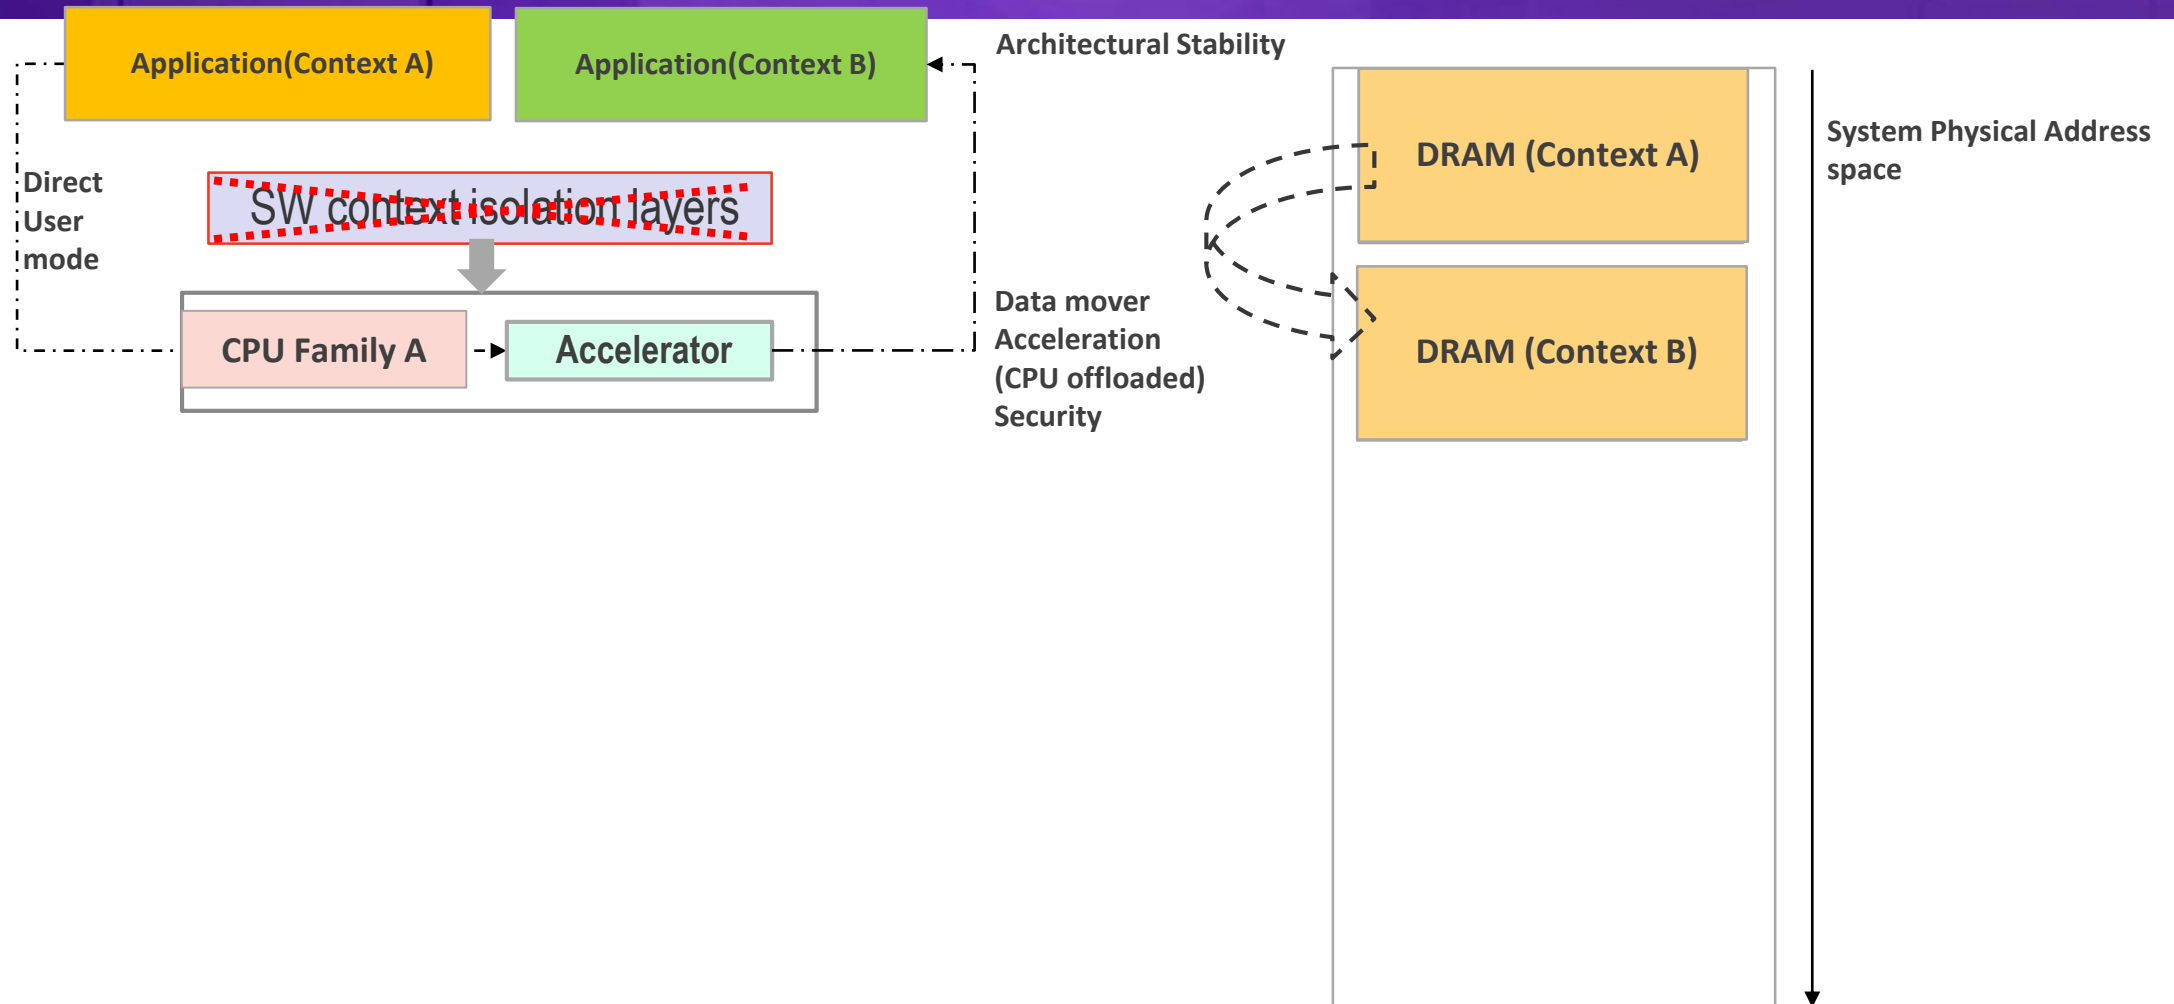 Application(Context A)
Application(Context B)
Architectural Stability
Direct
User
mode
SW context isolation layers
CPU Family A
Accelerator
Data mover
Acceleration
(CPU offloaded)
Security
DRAM (Context A)
DRAM (Context B)
System Physical Address
space